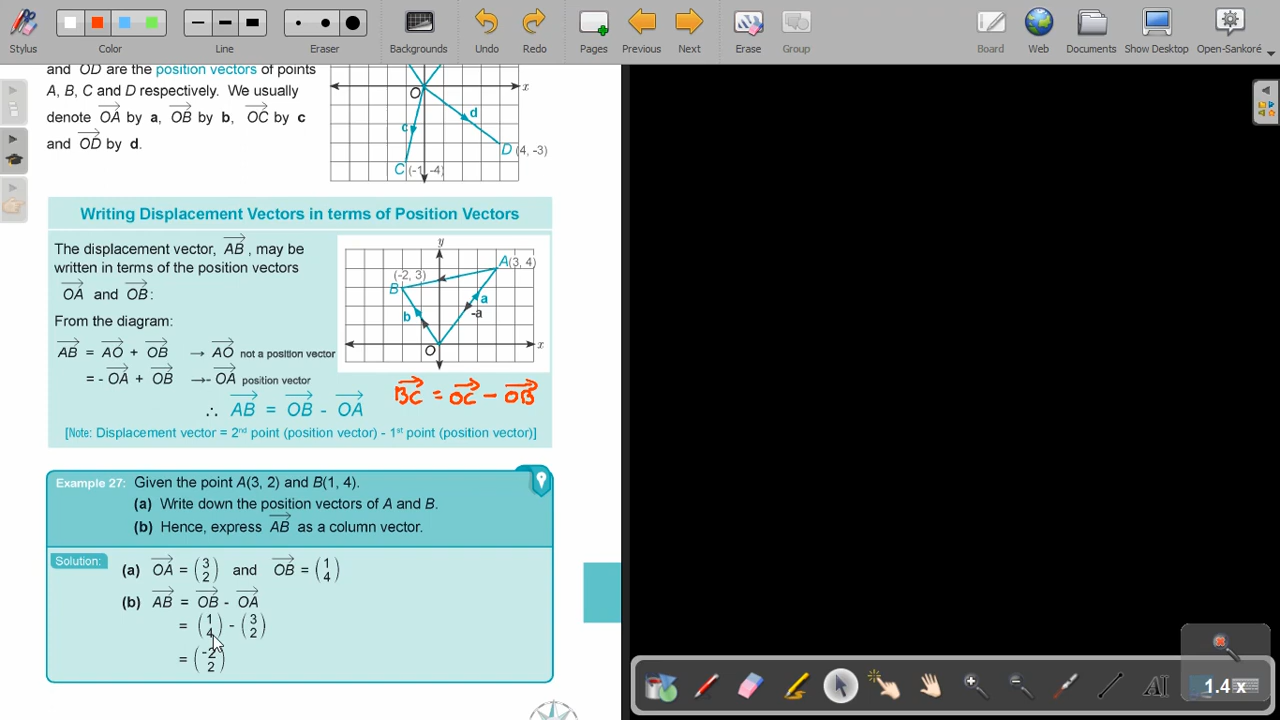 Stylus Color Line Eraser Backgrounds Undo Redo Pages Previous Next Erase Group Board Web Documents Show Desktop Open-Sankoré
and OD are the position vectors of points
A, B, C and D respectively. We usually
denote OA by a, OB by b, OC by c
and OD by d.
O
x
c
d
D (4, -3)
C (-1, -4)
Writing Displacement Vectors in terms of Position Vectors
The displacement vector, AB, may be
written in terms of the position vectors
OA and OB:
From the diagram:
AB = AO + OB → AO not a position vector
= - OA + OB →- OA position vector
∴ AB = OB - OA
y
A(3, 4)
(-2, 3)
B
a
-a
b
O
x
BC = OC - OB
[Note: Displacement vector = 2nd point (position vector) - 1st point (position vector)]
Example 27: Given the point A(3, 2) and B(1, 4).
(a) Write down the position vectors of A and B.
(b) Hence, express AB as a column vector.
Solution:
(a) OA = (3 2) and OB = (1 4)
(b) AB = OB - OA
= (1 4) - (3 2)
= (-2 2)
1.4 x